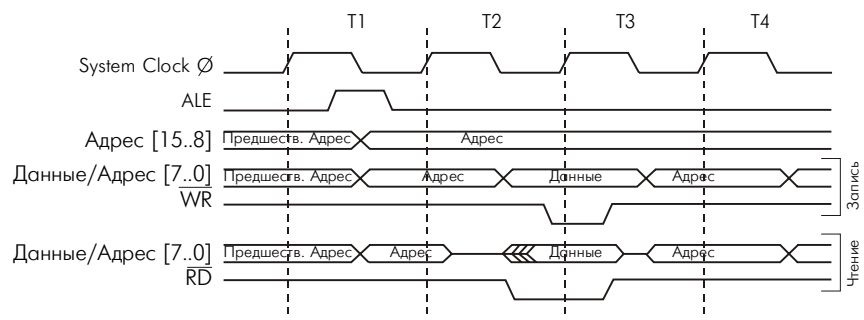 T1 T2 T3 T4
System Clock Ø
ALE
Адрес [15..8] Предшеств. Адрес Адрес
Данные/Адрес [7..0] Предшеств. Адрес Адрес Данные Адрес
WR
Запись
Данные/Адрес [7..0] Предшеств. Адрес Адрес Данные Адрес
RD
Чтение